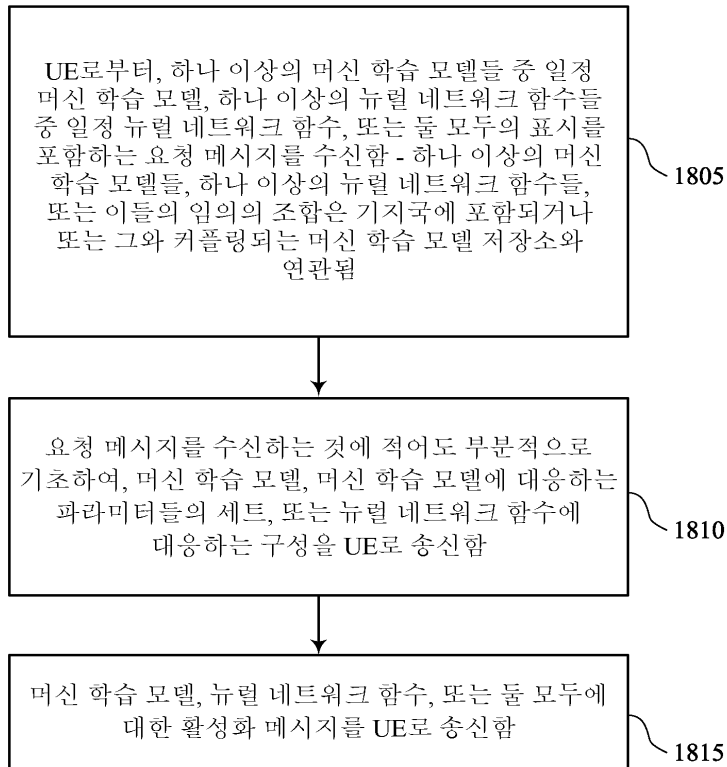 UE로부터, 하나 이상의 머신 학습 모델들 중 일정
머신 학습 모델, 하나 이상의 뉴럴 네트워크 함수들
중 일정 뉴럴 네트워크 함수, 또는 둘 모두의 표시를
포함하는 요청 메시지를 수신함 - 하나 이상의 머신
학습 모델들, 하나 이상의 뉴럴 네트워크 함수들,
또는 이들의 임의의 조합은 기지국에 포함되거나
또는 그와 커플링되는 머신 학습 모델 저장소와
연관됨
1805
요청 메시지를 수신하는 것에 적어도 부분적으로
기초하여, 머신 학습 모델, 머신 학습 모델에 대응하는
파라미터들의 세트, 또는 뉴럴 네트워크 함수에
대응하는 구성을 UE로 송신함
1810
머신 학습 모델, 뉴럴 네트워크 함수, 또는 둘 모두에
대한 활성화 메시지를 UE로 송신함
1815